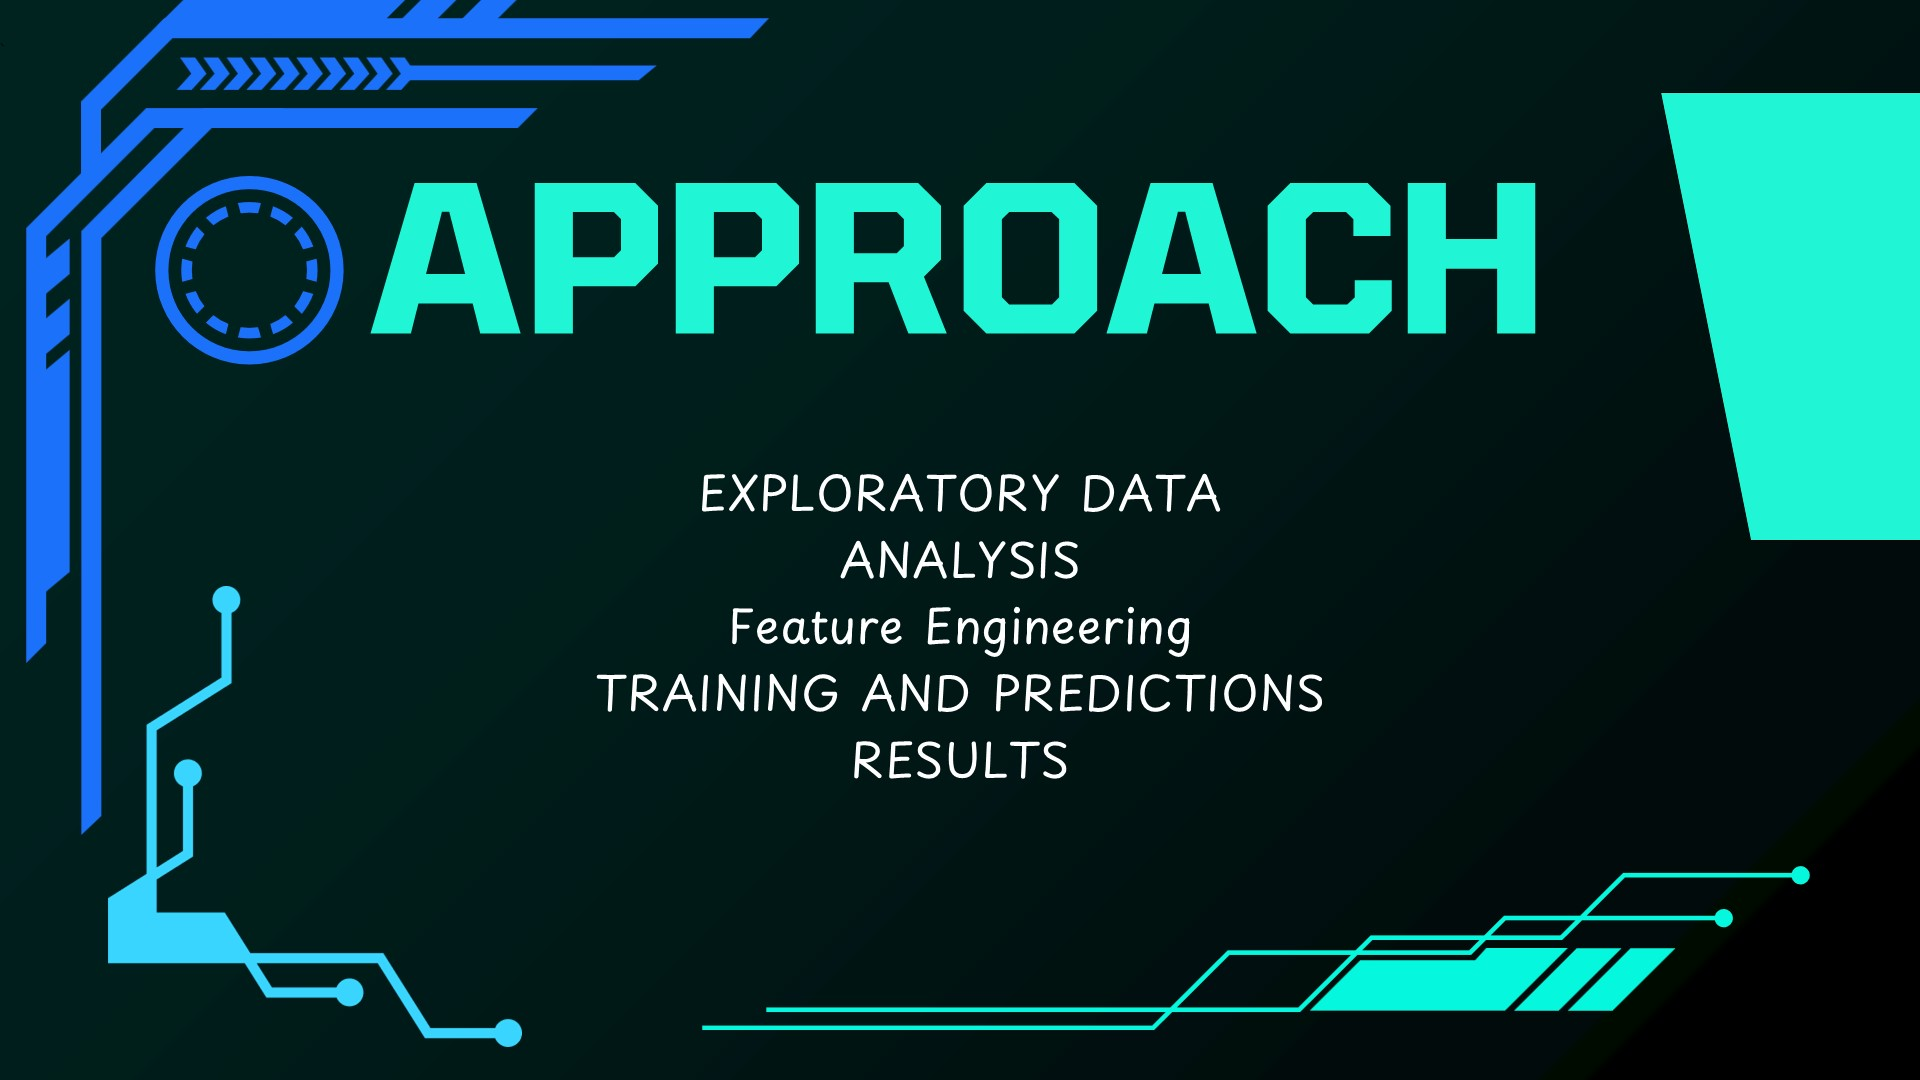 APPROACH
EXPLORATORY DATA
ANALYSIS
Feature Engineering
TRAINING AND PREDICTIONS
RESULTS